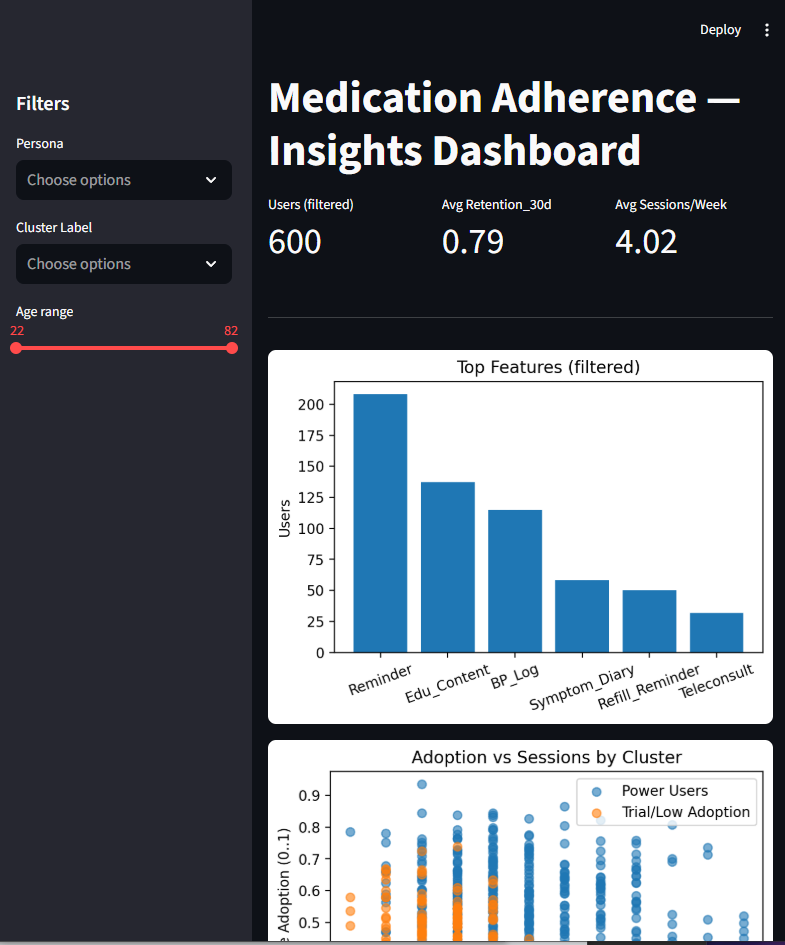 Deploy
Filters
Persona
Choose options
Cluster Label
Choose options
Age range
22 82
Medication Adherence —
Insights Dashboard
Users (filtered) Avg Retention_30d Avg Sessions/Week
600 0.79 4.02
Top Features (filtered)
Users
200
175
150
125
100
75
50
25
0
Reminder Edu_Content BP_Log Symptom_Diary Refill_Reminder Teleconsult
Adoption vs Sessions by Cluster
Power Users
Trial/Low Adoption
Adoption (0..1)
0.9
0.8
0.7
0.6
0.5